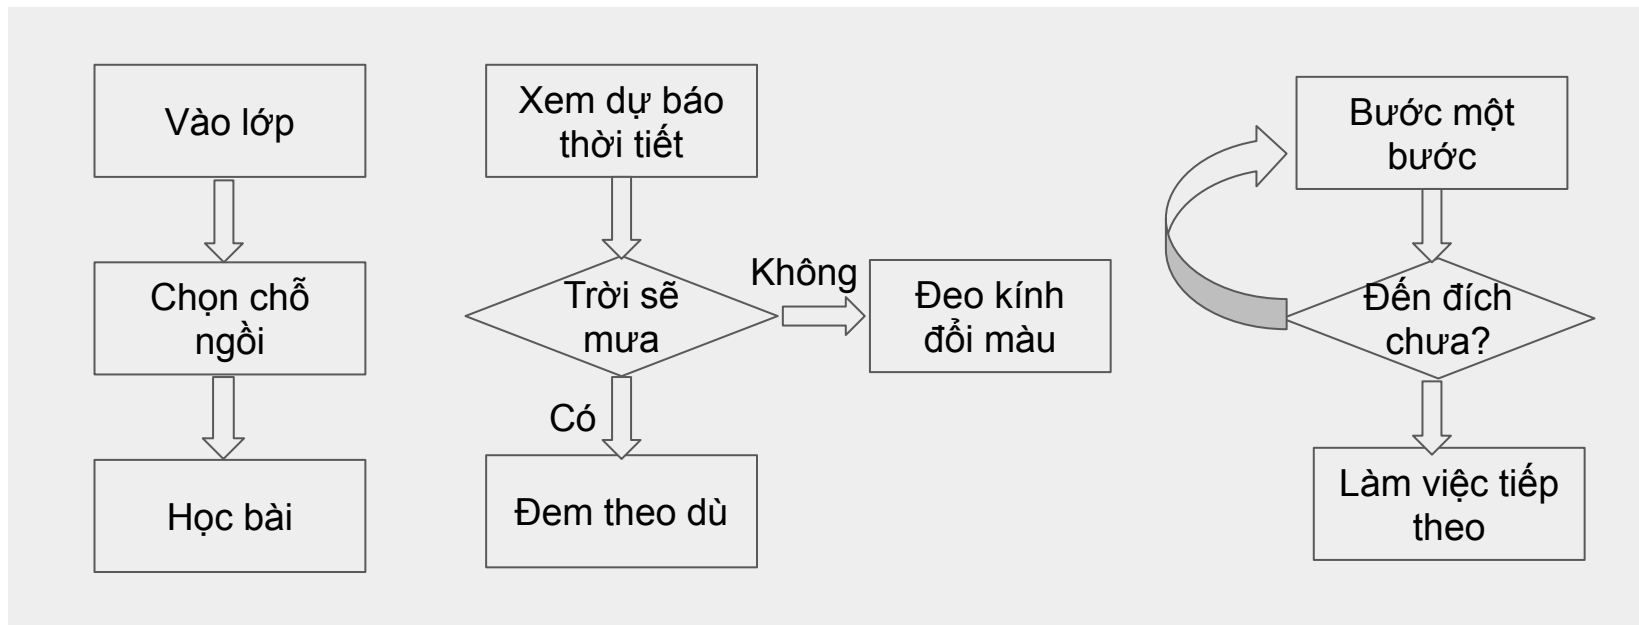 Vào lớp
Chọn chỗ
ngồi
Học bài
Xem dự báo
thời tiết
Trời sẽ
mưa
Không
Đeo kính
đổi màu
Có
Đem theo dù
Bước một
bước
Đến đích
chưa?
Làm việc tiếp
theo